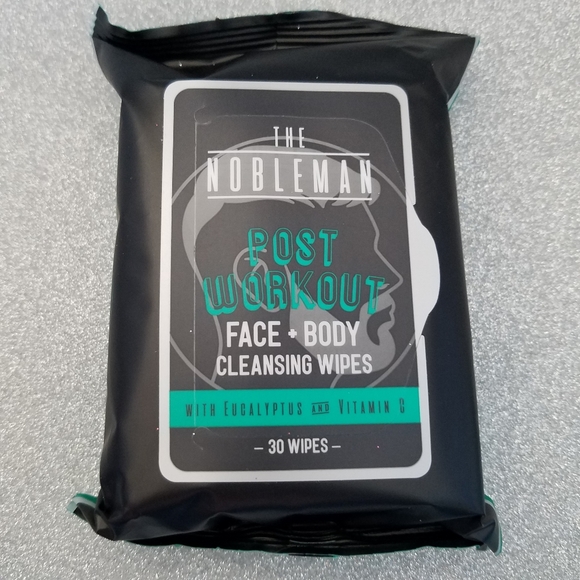 THE
NOBLEMAN
POST
WORKOUT
FACE + BODY
CLEANSING WIPES
WITH EUCALYPTUS AND VITAMIN C
– 30 WIPES –